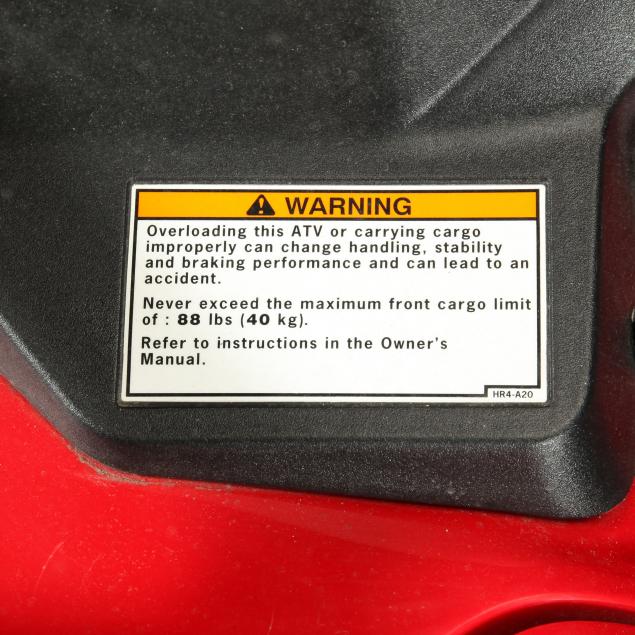 WARNING
Overloading this ATV or carrying cargo
improperly can change handling, stability
and braking performance and can lead to an
accident.
Never exceed the maximum front cargo limit
of : 88 lbs (40 kg).
Refer to instructions in the Owner's
Manual.
HR4-A20